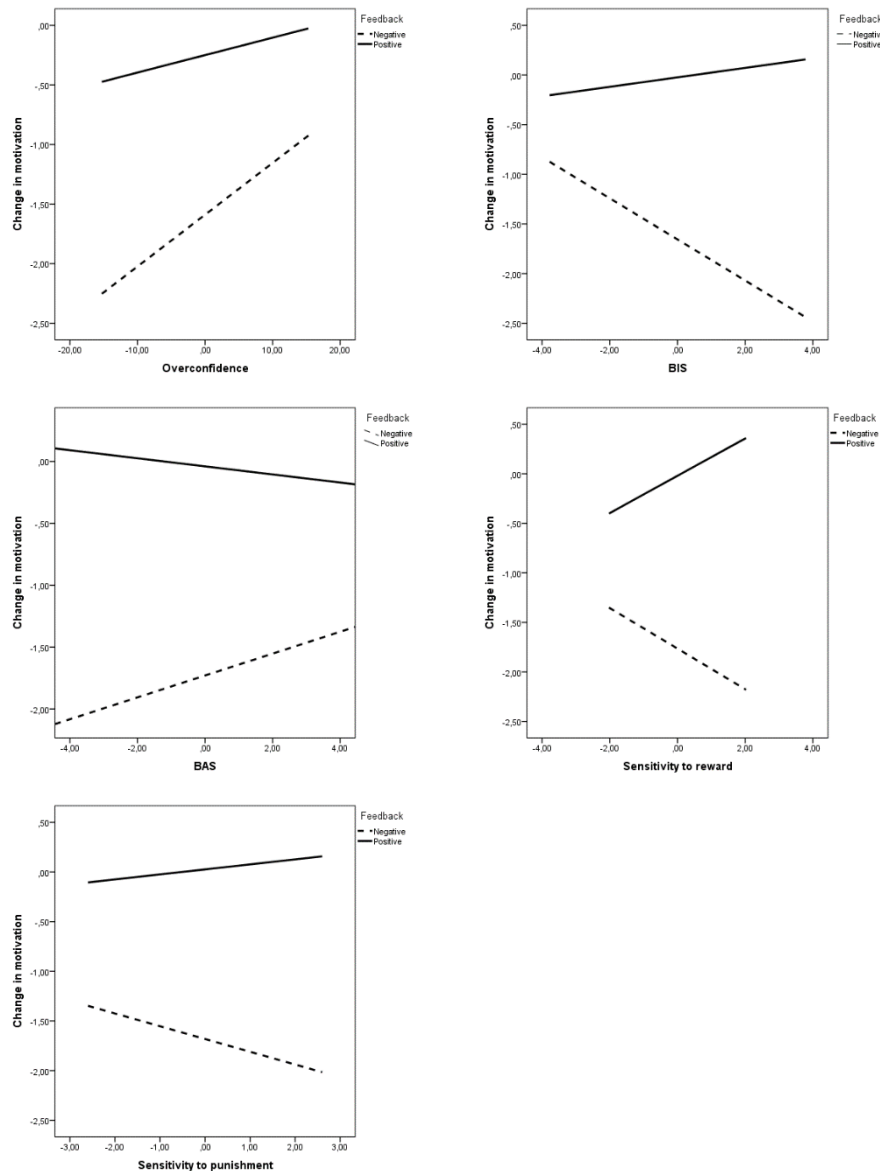 Feedback
Negative
Positive
Change in motivation
,00
-,50
-1,00
-1,50
-2,00
-2,50
-20,00 -10,00 ,00 10,00 20,00
Overconfidence
Feedback
Negative
Positive
Change in motivation
,50
,00
-,50
-1,00
-1,50
-2,00
-2,50
-4,00 -2,00 ,00 2,00 4,00
BIS
Feedback
Negative
Positive
Change in motivation
,00
-,50
-1,00
-1,50
-2,00
-4,00 -2,00 ,00 2,00 4,00
BAS
Feedback
Negative
Positive
Change in motivation
,50
,00
-,50
-1,00
-1,50
-2,00
-2,50
-4,00 -2,00 ,00 2,00 4,00
Sensitivity to reward
Feedback
Negative
Positive
Change in motivation
,50
,00
-,50
-1,00
-1,50
-2,00
-2,50
-3,00 -2,00 -1,00 ,00 1,00 2,00 3,00
Sensitivity to punishment